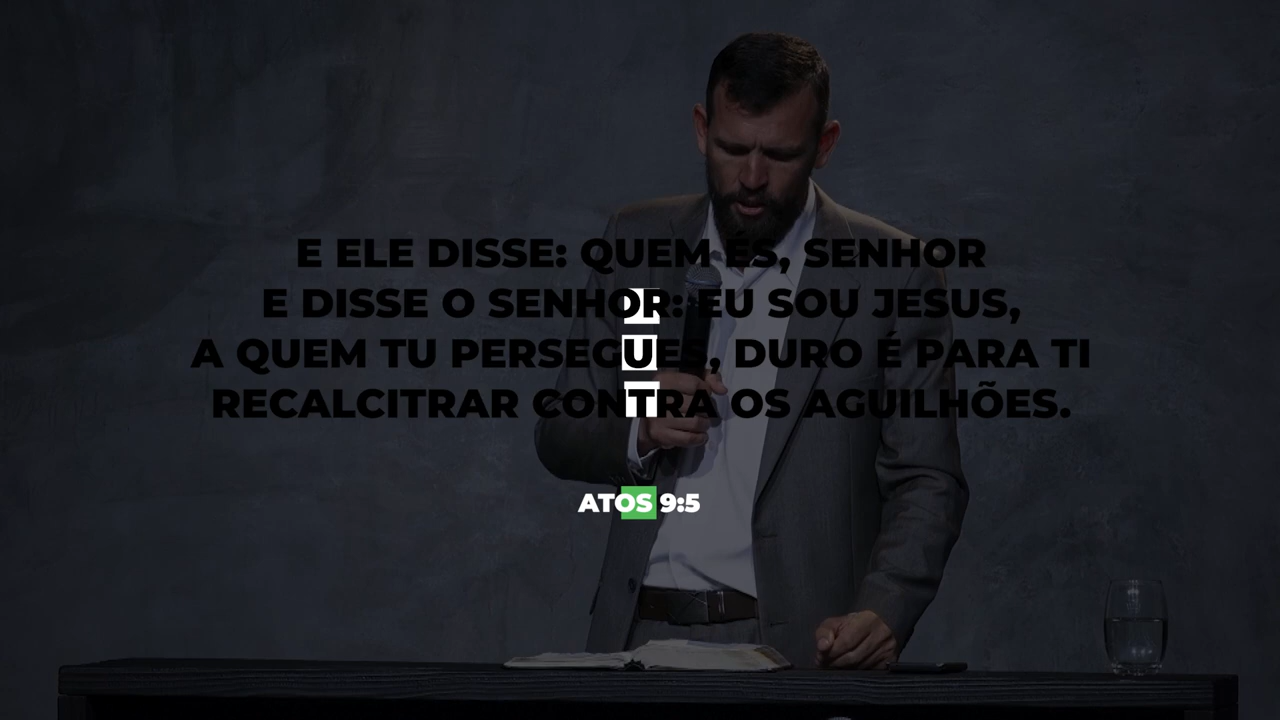 E ELE DISSE: QUEM ÉS, SENHOR
E DISSE O SENHOR: EU SOU JESUS,
A QUEM TU PERSEGUES, DURO É PARA TI
RECALCITRAR CONTRA OS AGUILHÕES.
ATOS 9:5